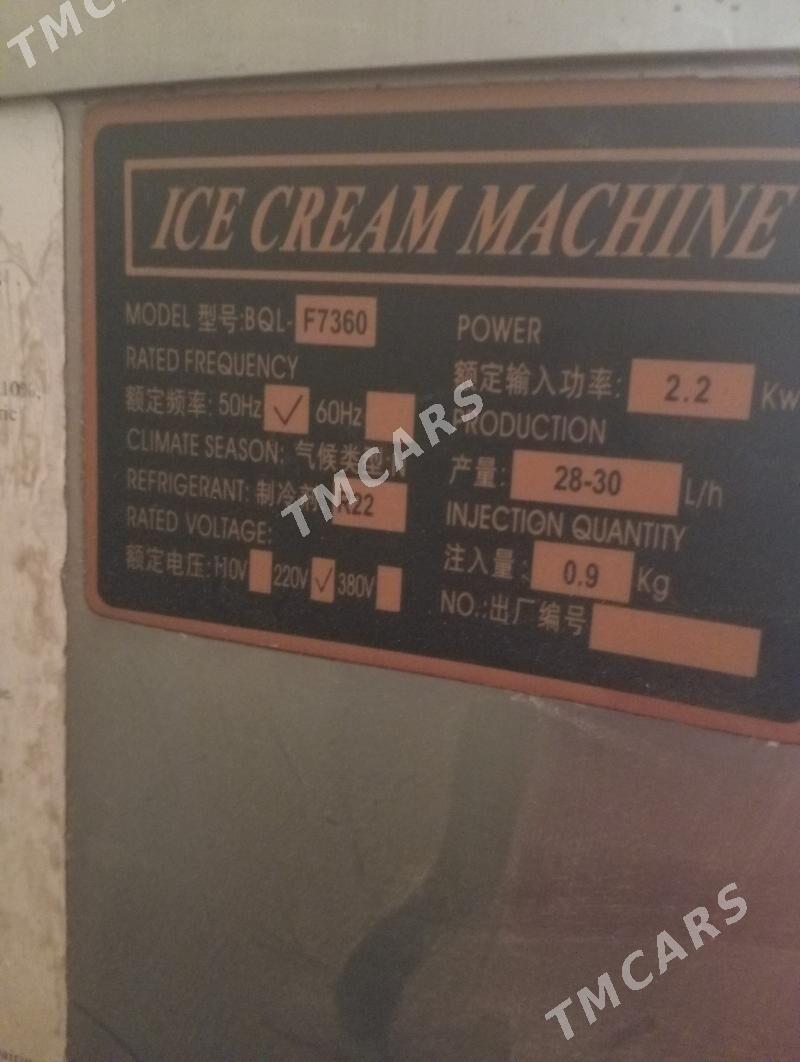 TMCARS
ICE CREAM MACHINE
MODEL 型号:BQL- F7360
RATED FREQUENCY
额定频率: 50Hz ✓ 60Hz
CLIMATE SEASON: 气候类型:
REFRIGERANT: 制冷剂: R22
RATED VOLTAGE:
额定电压:110V 220V ✓ 380V
POWER
额定输入功率: 2.2 Kw
PRODUCTION
产量: 28-30 L/h
INJECTION QUANTITY
注入量: 0.9 Kg
NO.:出厂编号
10%,
TMCARS
TMCARS